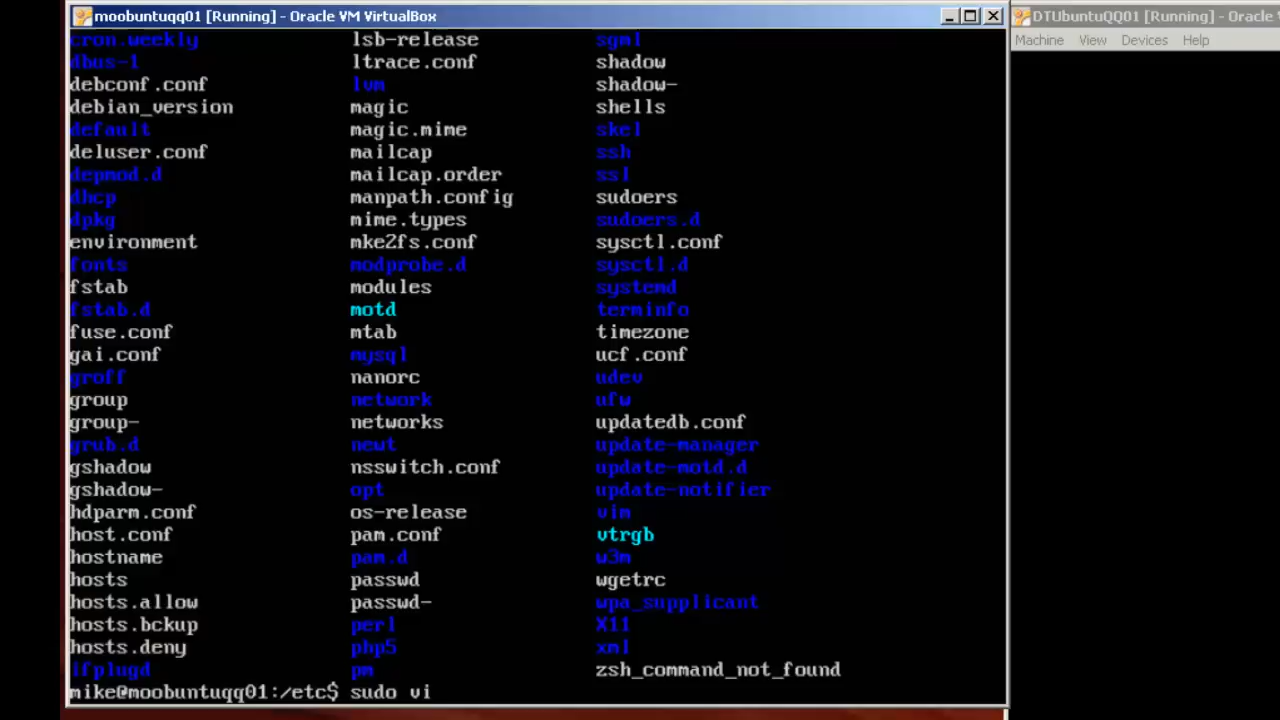 moobuntuqq01 [Running] - Oracle VM VirtualBox
DTUbuntuQQ01 [Running] - Oracle
Machine View Devices Help
cron.weekly lsb-release sgml
dbus-1 ltrace.conf shadow
debconf.conf lvm shadow-
debian_version magic shells
default magic.mime skel
deluser.conf mailcap ssh
depmod.d mailcap.order ssl
dhcp manpath.config sudoers
dpkg mime.types sudoers.d
environment mke2fs.conf sysctl.conf
fonts modprobe.d sysctl.d
fstab modules systemd
fstab.d motd terminfo
fuse.conf mtab timezone
gai.conf mysql ucf.conf
groff nanorc udev
group network ufw
group- networks updatedb.conf
grub.d newt update-manager
gshadow nsswitch.conf update-motd.d
gshadow- opt update-notifier
hdparm.conf os-release vim
host.conf pam.conf vtrgb
hostname pam.d w3m
hosts passwd wgetrc
hosts.allow passwd- wpa_supplicant
hosts.bckup perl X11
hosts.deny php5 xml
ifplugd pm zsh_command_not_found
mike@moobuntuqq01:/etc$ sudo vi